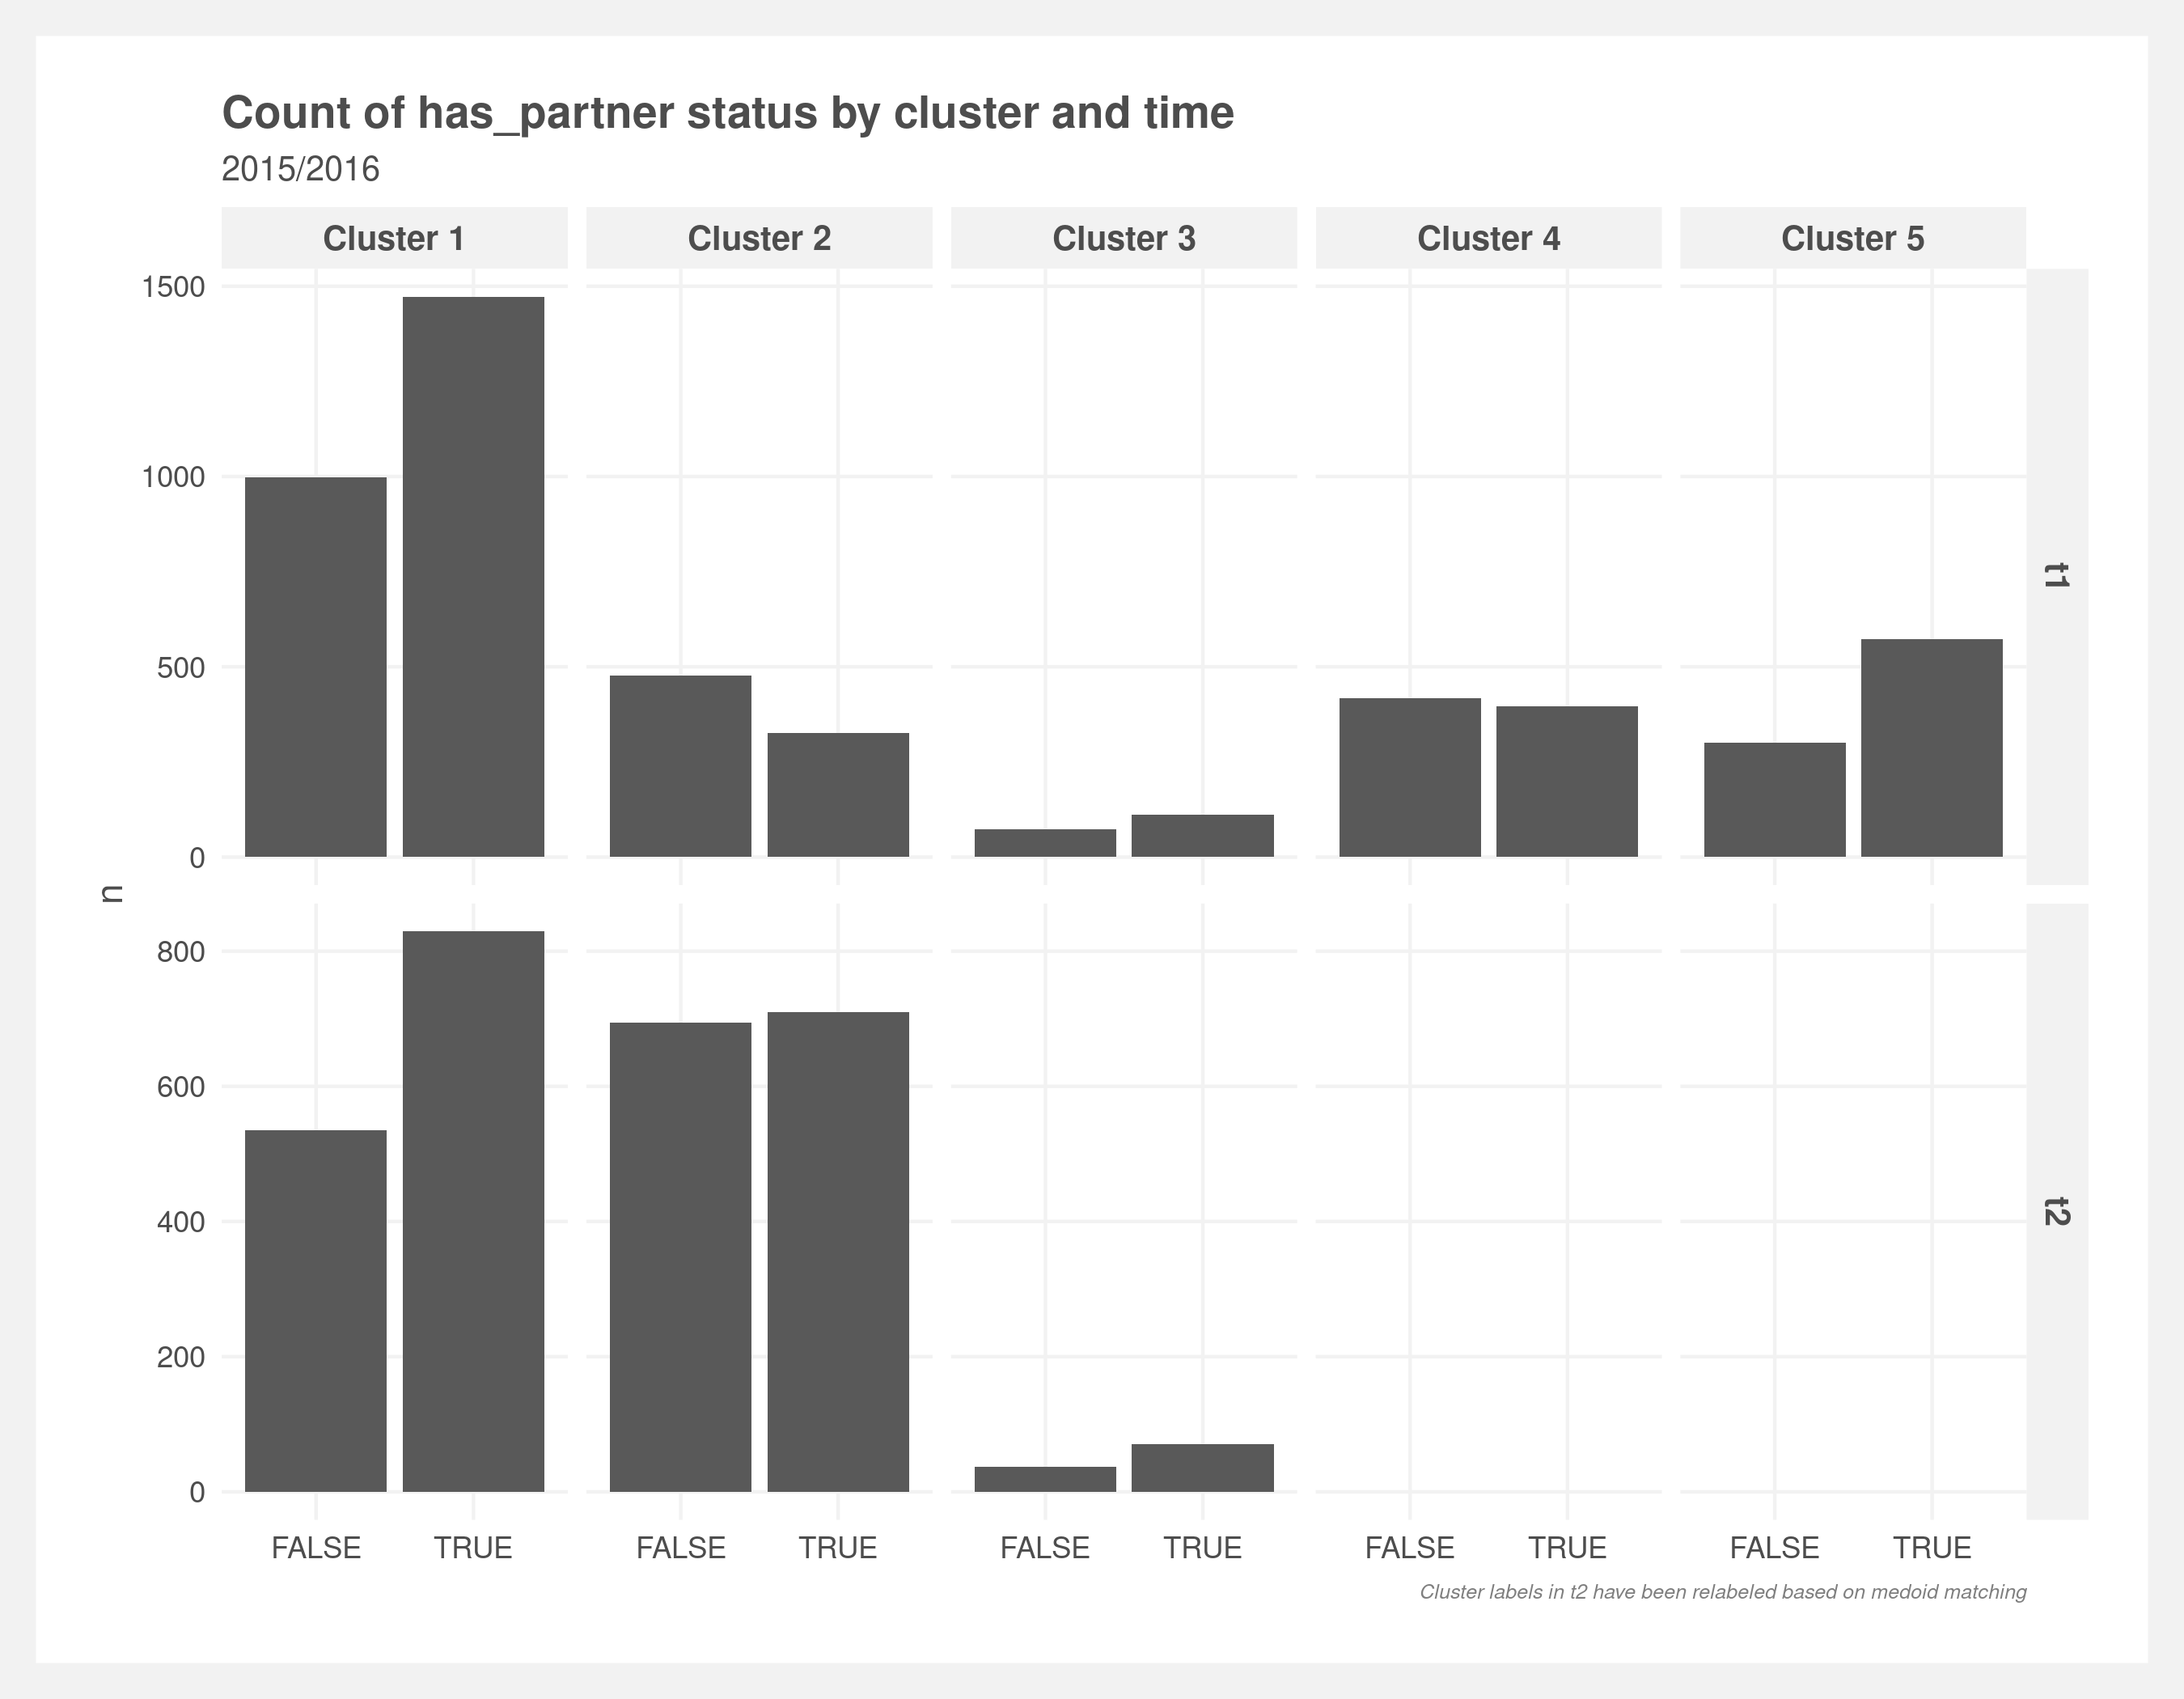 Count of has_partner status by cluster and time
2015/2016
Cluster 1 Cluster 2 Cluster 3 Cluster 4 Cluster 5
1500
1000
500
0
t1
n
800
600
400
200
0
t2
FALSE TRUE FALSE TRUE FALSE TRUE FALSE TRUE FALSE TRUE
Cluster labels in t2 have been relabeled based on medoid matching